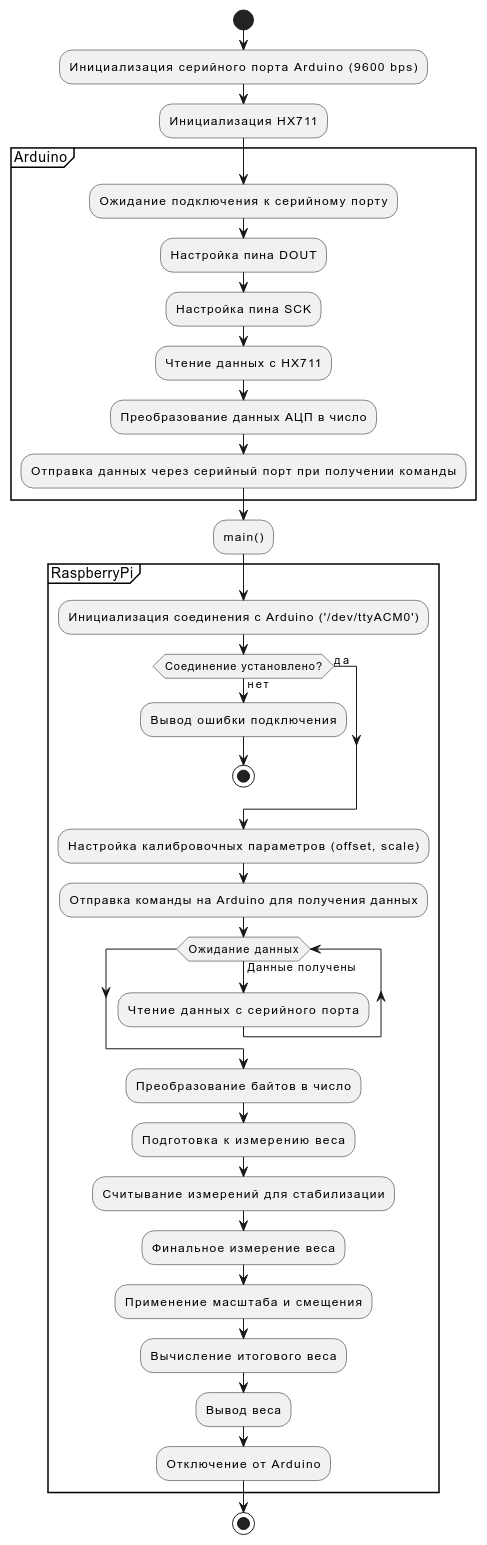 Инициализация серийного порта Arduino (9600 bps)
Инициализация HX711
Arduino
Ожидание подключения к серийному порту
Настройка пина DOUT
Настройка пина SCK
Чтение данных с HX711
Преобразование данных АЦП в число
Отправка данных через серийный порт при получении команды
main()
RaspberryPi
Инициализация соединения с Arduino ('/dev/ttyACM0')
Соединение установлено?
да
нет
Вывод ошибки подключения
Настройка калибровочных параметров (offset, scale)
Отправка команды на Arduino для получения данных
Ожидание данных
Данные получены
Чтение данных с серийного порта
Преобразование байтов в число
Подготовка к измерению веса
Считывание измерений для стабилизации
Финальное измерение веса
Применение масштаба и смещения
Вычисление итогового веса
Вывод веса
Отключение от Arduino